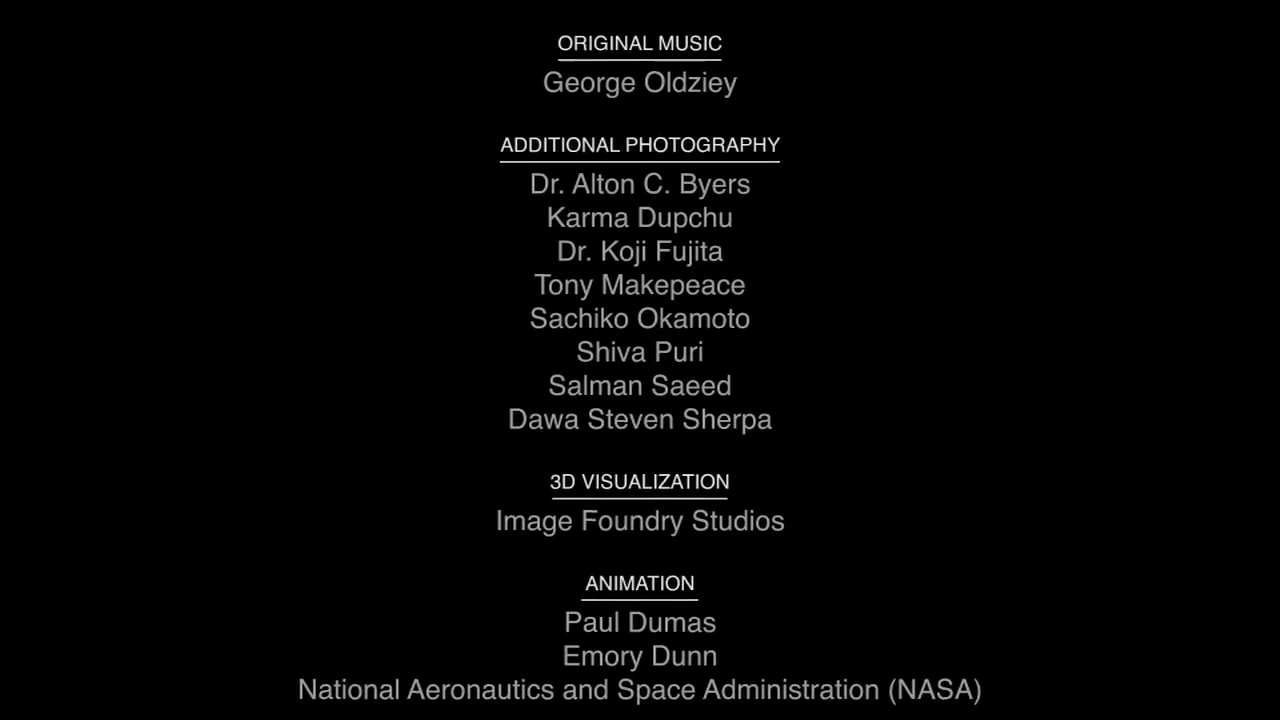 ORIGINAL MUSIC
George Oldziey
ADDITIONAL PHOTOGRAPHY
Dr. Alton C. Byers
Karma Dupchu
Dr. Koji Fujita
Tony Makepeace
Sachiko Okamoto
Shiva Puri
Salman Saeed
Dawa Steven Sherpa
3D VISUALIZATION
Image Foundry Studios
ANIMATION
Paul Dumas
Emory Dunn
National Aeronautics and Space Administration (NASA)